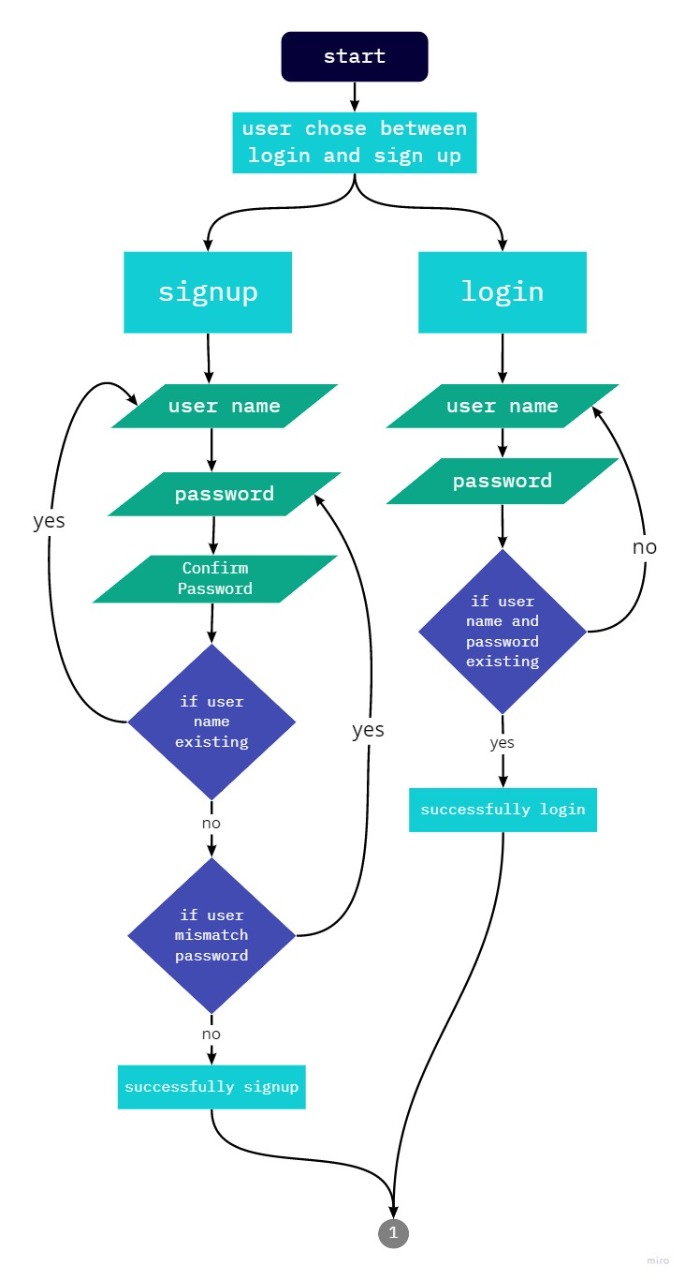 start
user chose between
login and sign up
signup
login
user name
user name
password
password
yes
no
Confirm
Password
if user
name and
password
existing
if user
name
existing
yes
yes
successfully login
no
if user
mismatch
password
no
successfully signup
1
miro